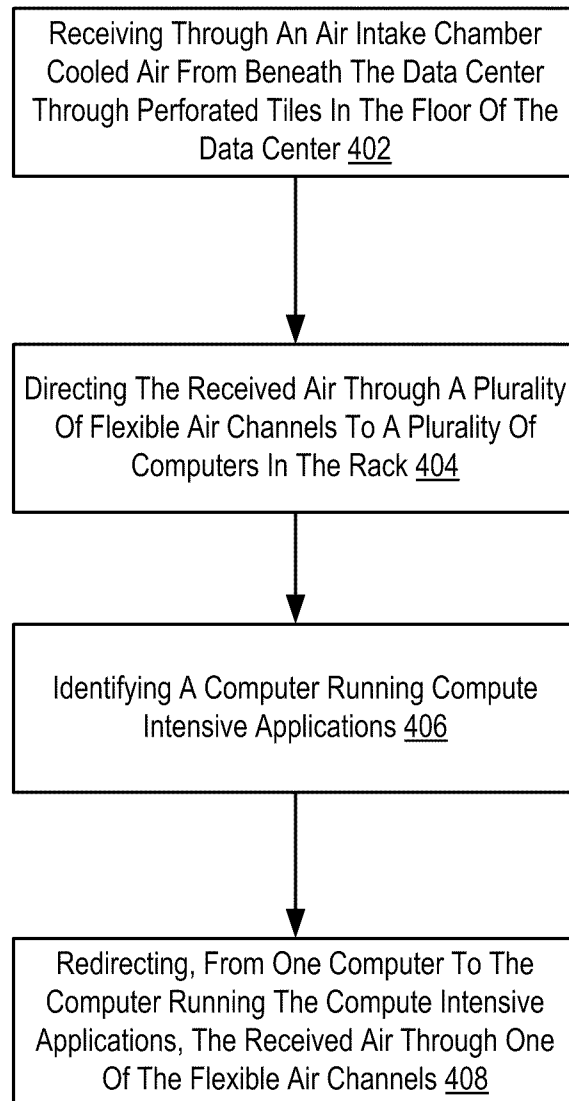 Receiving Through An Air Intake Chamber
Cooled Air From Beneath The Data Center
Through Perforated Tiles In The Floor Of The
Data Center 402
Directing The Received Air Through A Plurality
Of Flexible Air Channels To A Plurality Of
Computers In The Rack 404
Identifying A Computer Running Compute
Intensive Applications 406
Redirecting, From One Computer To The
Computer Running The Compute Intensive
Applications, The Received Air Through One
Of The Flexible Air Channels 408